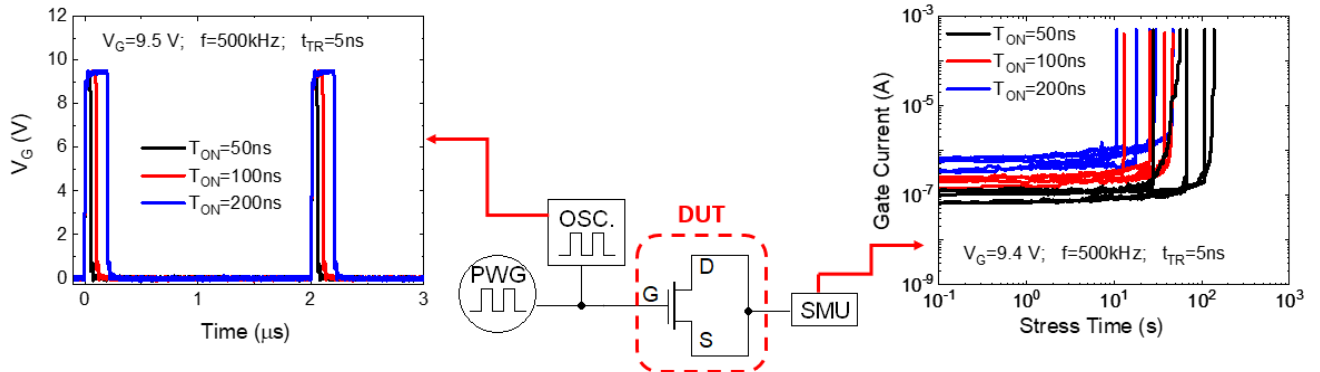 12
10
8
6
4
2
0
V_G (V)
V_G=9.5 V; f=500kHz; t_TR=5ns
T_ON=50ns
T_ON=100ns
T_ON=200ns
0
1
2
3
Time (μs)
OSC.
PWG
DUT
G
D
S
SMU
10^-3
10^-5
10^-7
10^-9
Gate Current (A)
T_ON=50ns
T_ON=100ns
T_ON=200ns
V_G=9.4 V; f=500kHz; t_TR=5ns
10^-1
10^0
10^1
10^2
10^3
Stress Time (s)